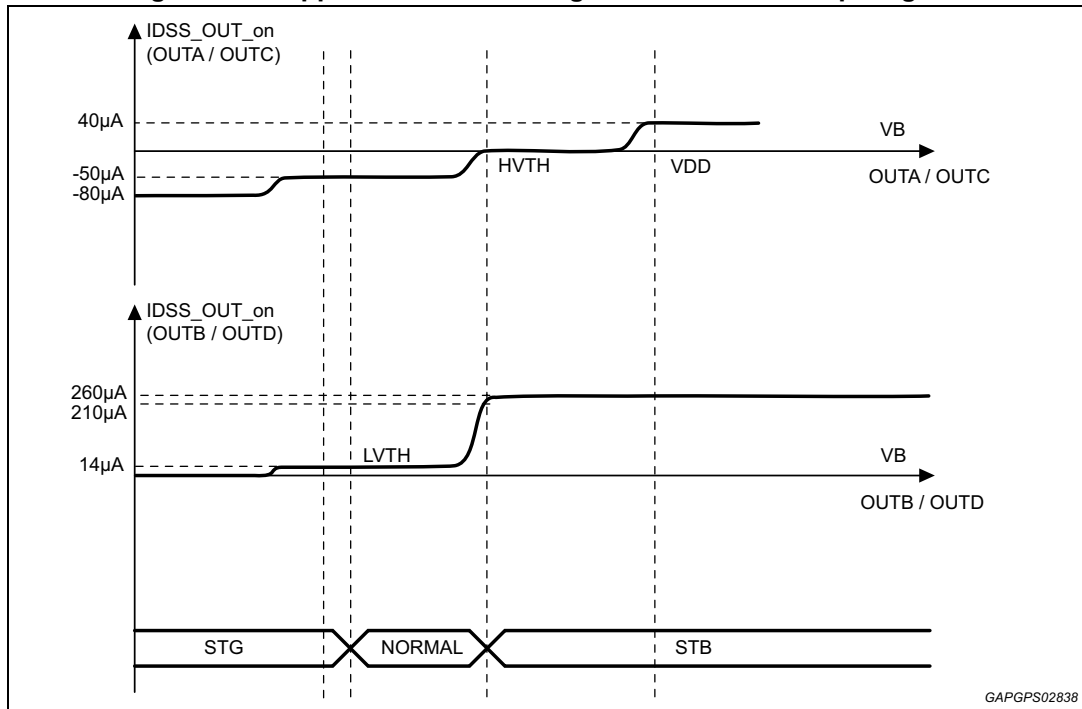 IDSS_OUT_on
(OUTA / OUTC)
40µA
VB
HVTH
VDD
-50µA
OUTA / OUTC
-80µA
IDSS_OUT_on
(OUTB / OUTD)
260µA
210µA
LVTH
VB
14µA
OUTB / OUTD
STG
NORMAL
STB
GAPGPS02838